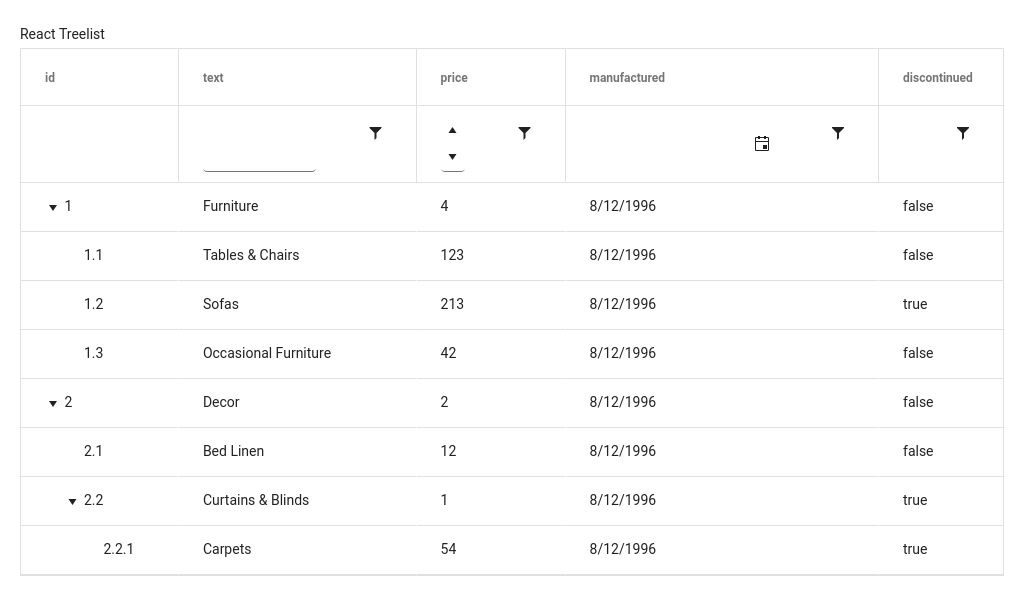 React Treelist
id text price manufactured discontinued
1 Furniture 4 8/12/1996 false
1.1 Tables & Chairs 123 8/12/1996 false
1.2 Sofas 213 8/12/1996 true
1.3 Occasional Furniture 42 8/12/1996 false
2 Decor 2 8/12/1996 false
2.1 Bed Linen 12 8/12/1996 false
2.2 Curtains & Blinds 1 8/12/1996 true
2.2.1 Carpets 54 8/12/1996 true